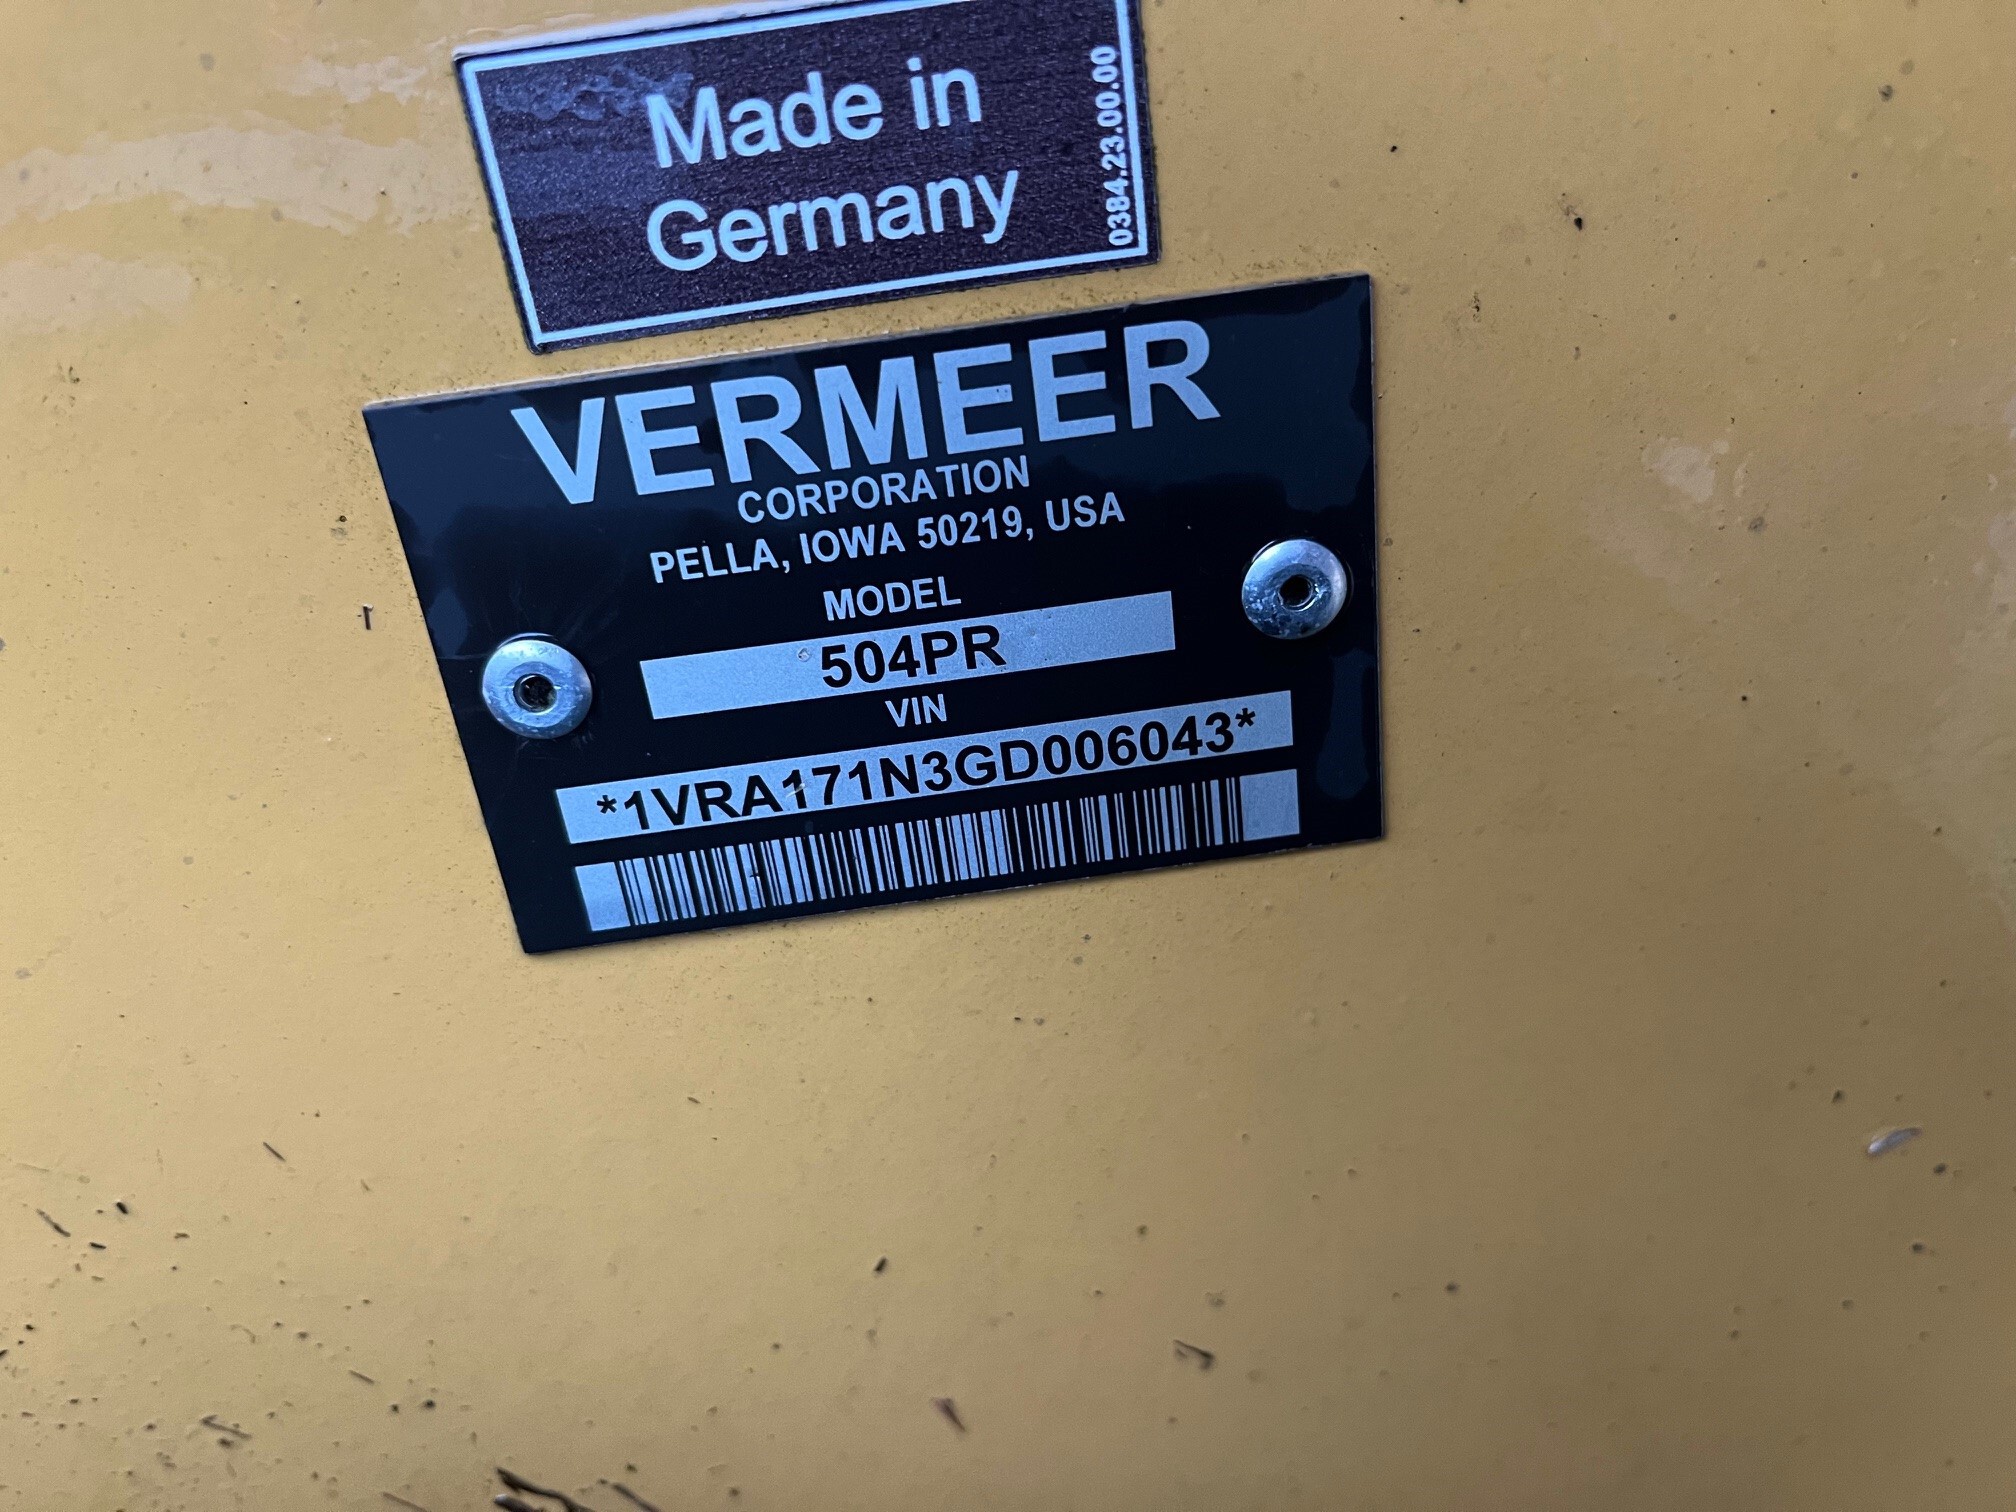 Made in
Germany
0384.23.00.00
VERMEER
CORPORATION
PELLA, IOWA 50219, USA
MODEL
504PR
VIN
*1VRA171N3GD006043*